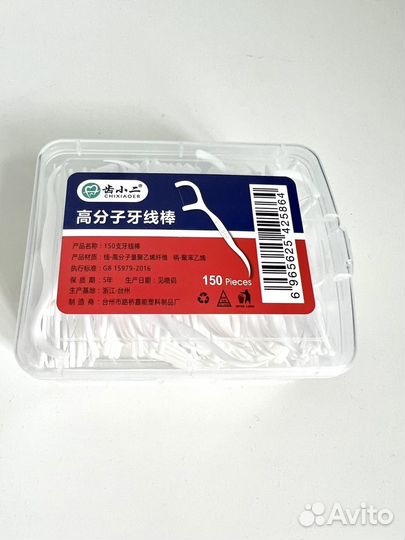 齿小二
CHIXIAOER
高分子牙线棒
产品名称：150支牙线棒
产品材质：线-高分子量聚乙烯纤维 柄-聚苯乙烯
执行标准：GB 15979-2016
保 质 期：5年 生产日期：见喷码
生产基地：浙江·台州
制 造 商：台州市路桥喜能塑料制品厂
150 Pieces
6 965625 425864
Avito